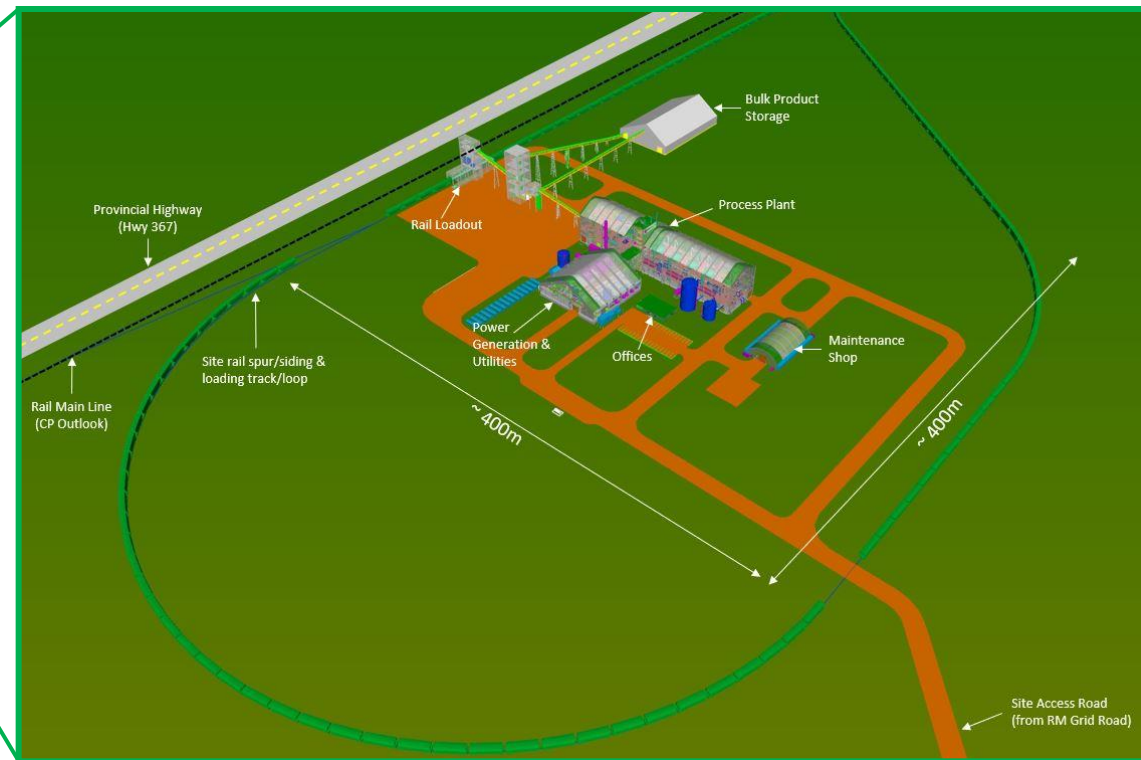 Bulk Product
Storage
Process Plant
Provincial Highway
(Hwy 367)
Rail Loadout
Power
Generation &
Utilities
Offices
Maintenance
Shop
Site rail spur/siding &
loading track/loop
Rail Main Line
(CP Outlook)
~ 400m
~ 400m
Site Access Road
(from RM Grid Road)